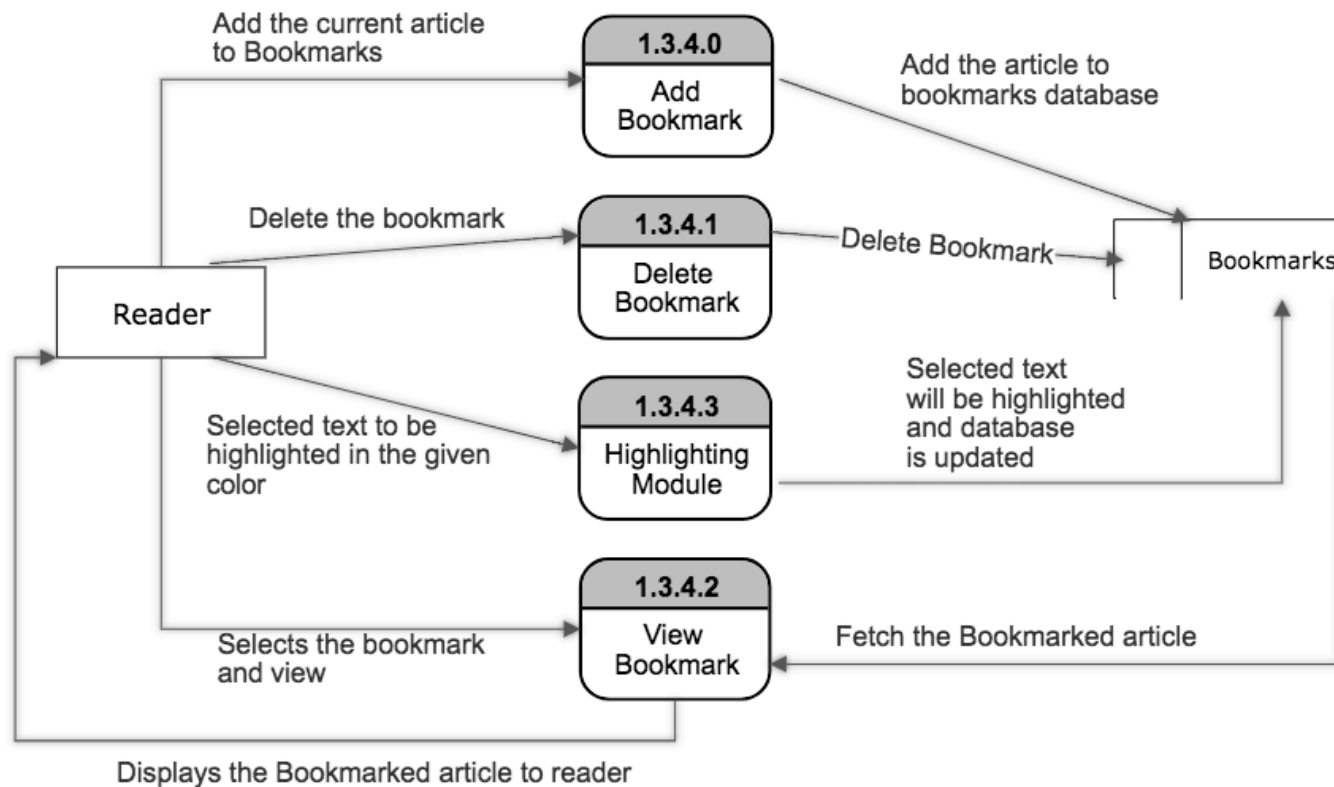 Add the current article
to Bookmarks
1.3.4.0
Add
Bookmark
Add the article to
bookmarks database
Delete the bookmark
1.3.4.1
Delete
Bookmark
Delete Bookmark
Bookmarks
Reader
Selected text to be
highlighted in the given
color
1.3.4.3
Highlighting
Module
Selected text
will be highlighted
and database
is updated
Selects the bookmark
and view
1.3.4.2
View
Bookmark
Fetch the Bookmarked article
Displays the Bookmarked article to reader